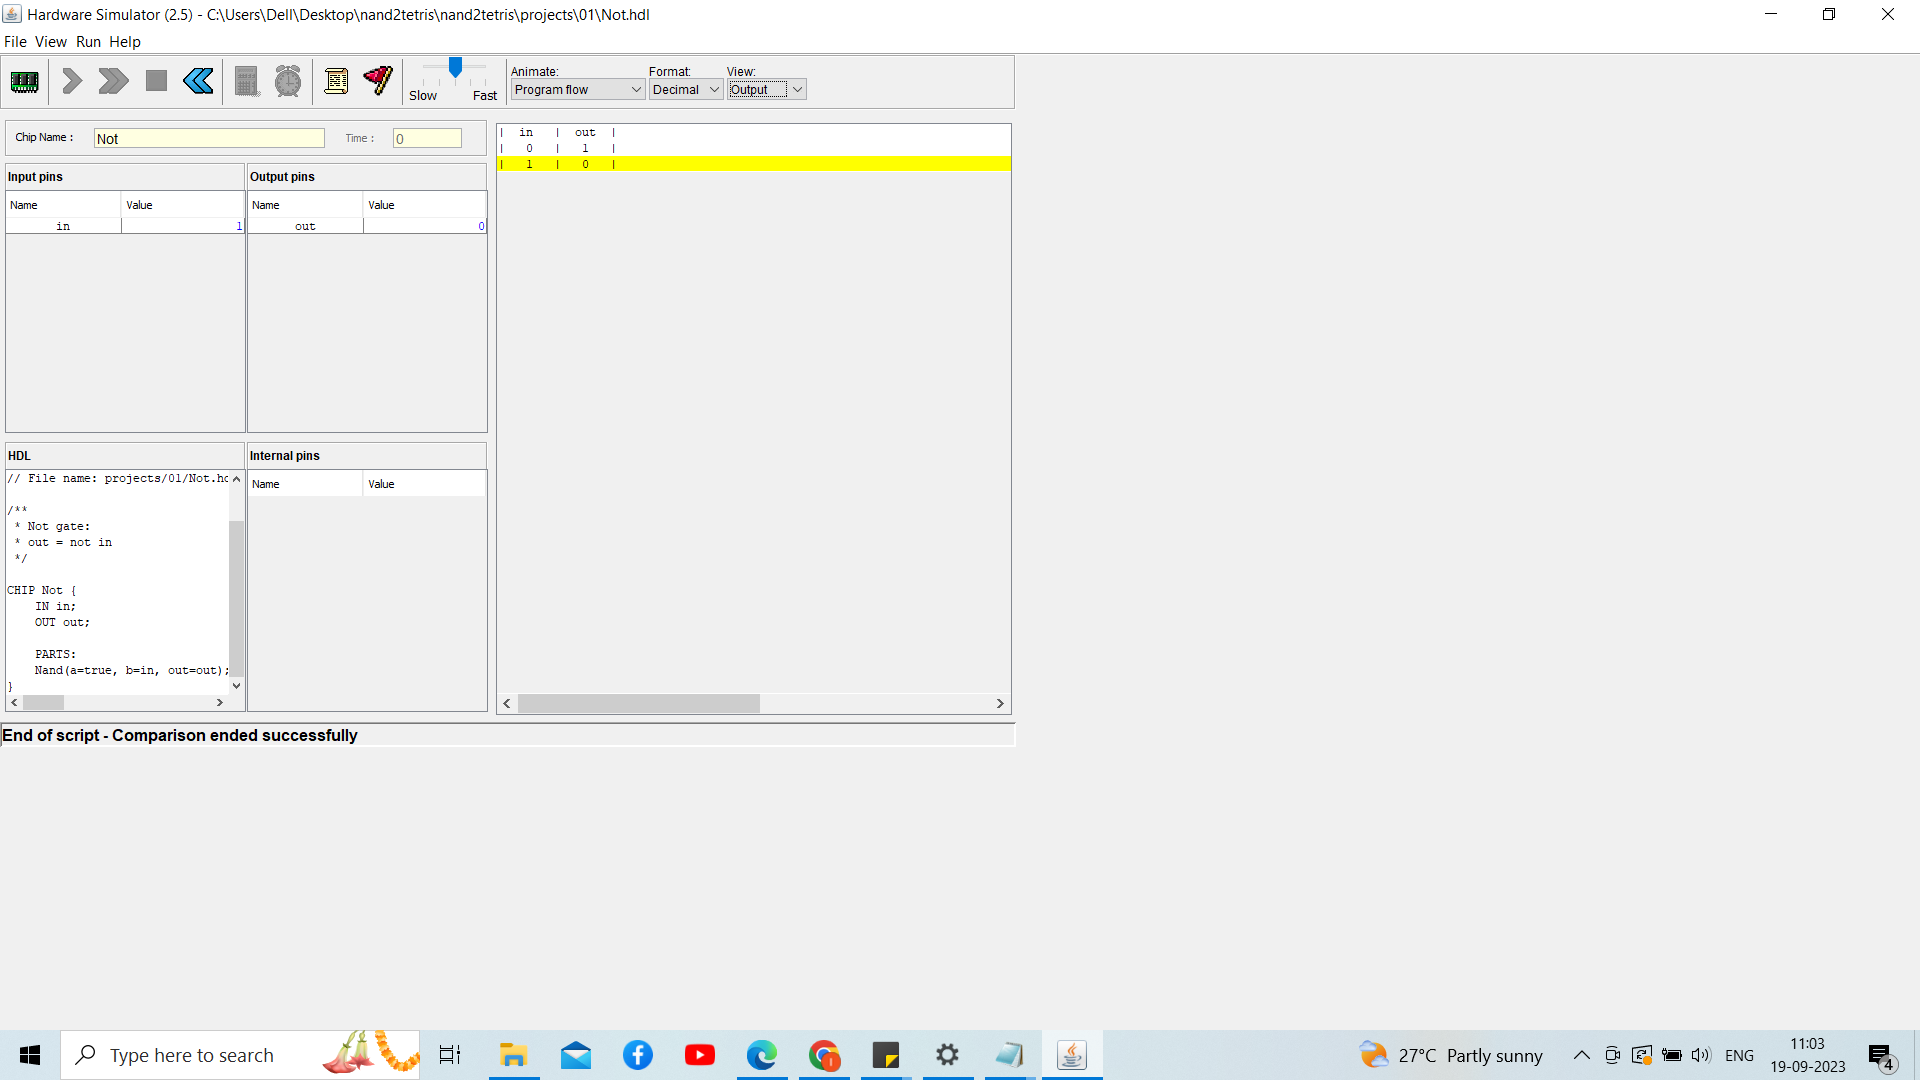 Hardware Simulator (2.5) - C:\Users\Dell\Desktop\nand2tetris\nand2tetris\projects\01\Not.hdl
File View Run Help
Slow Fast
Animate: Format: View:
Program flow Decimal Output
Chip Name : Not Time : 0
Input pins Output pins
Name Value Name Value
in 1 out 0
| in | out |
| 0 | 1 |
| 1 | 0 |
HDL Internal pins
Name Value
// File name: projects/01/Not.hd
/**
* Not gate:
* out = not in
*/
CHIP Not {
IN in;
OUT out;
PARTS:
Nand(a=true, b=in, out=out);
}
End of script - Comparison ended successfully
Type here to search
27°C Partly sunny
ENG
11:03
19-09-2023
4